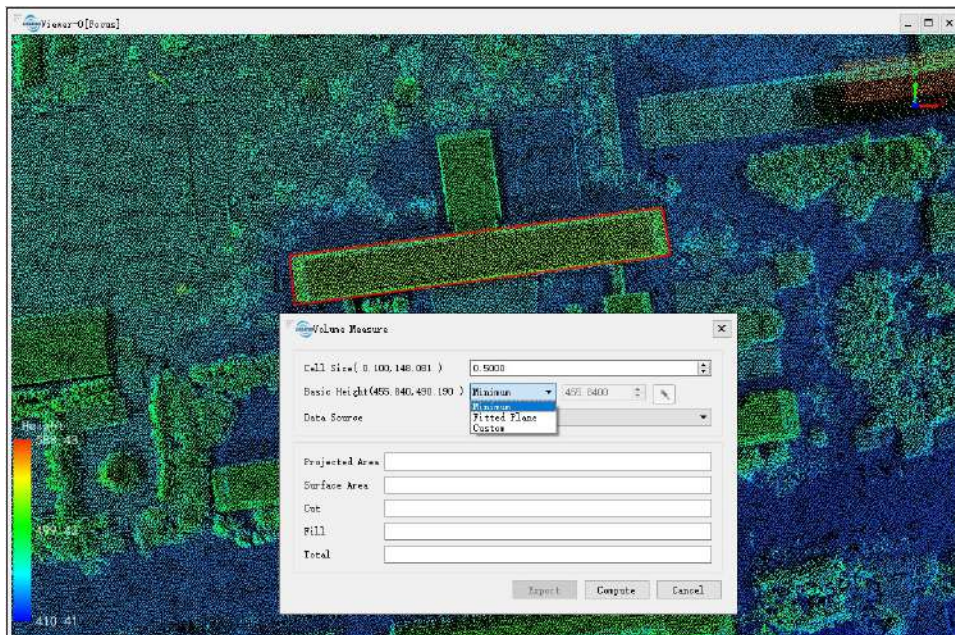 Viewer-0[Focus]
Volume Measure
Cell Size( 0.100,148.081 )
0.5000
Basic Height(455.840,490.190 )
Minimum
455.8400
Minimum
Fitted Plane
Custom
Data Source
Projected Area
Surface Area
Cut
Fill
Total
Export
Compute
Cancel
Height
410.41